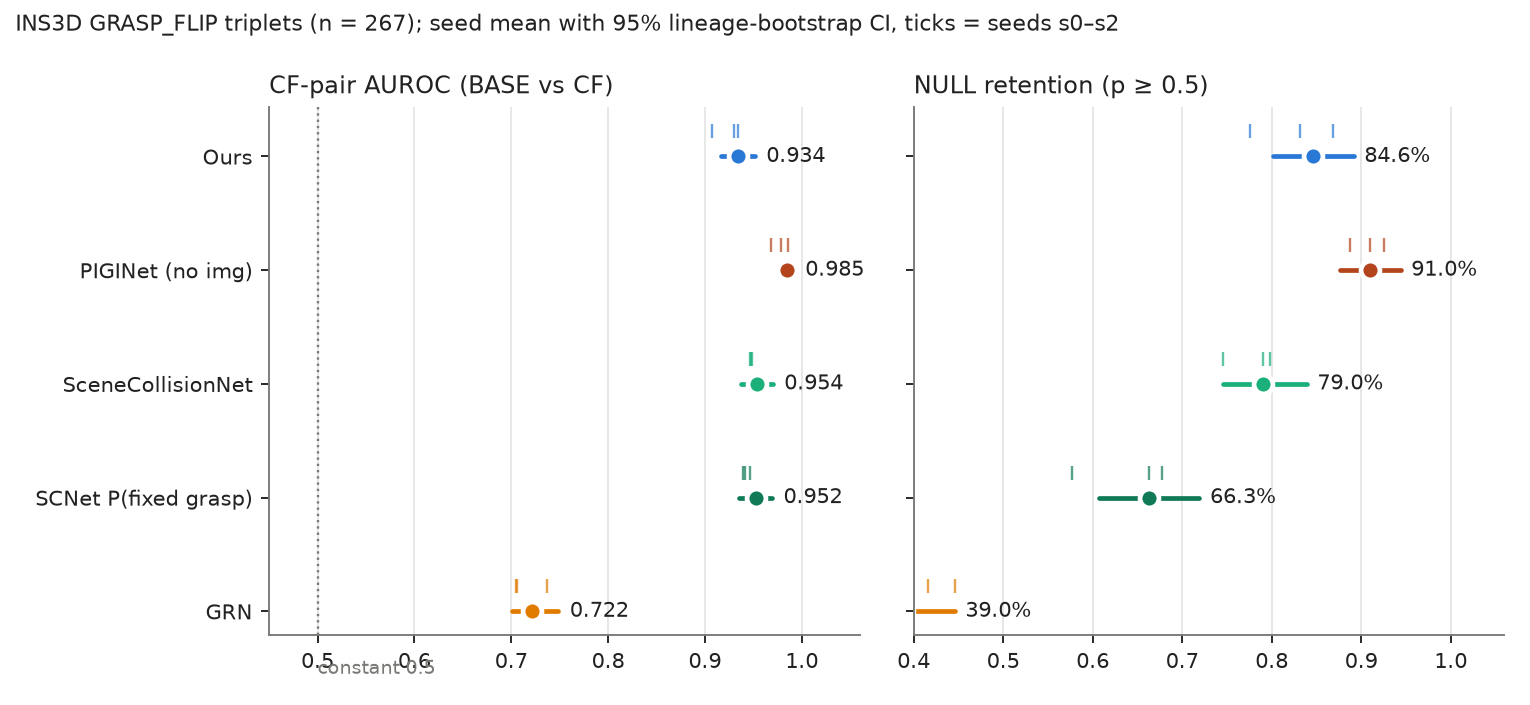 INS3D GRASP_FLIP triplets (n = 267); seed mean with 95% lineage-bootstrap CI, ticks = seeds s0–s2
CF-pair AUROC (BASE vs CF)
NULL retention (p ≥ 0.5)
Ours
0.934
84.6%
PIGINet (no img)
0.985
91.0%
SceneCollisionNet
0.954
79.0%
SCNet P(fixed grasp)
0.952
66.3%
GRN
0.722
39.0%
0.5 0.6 0.7 0.8 0.9 1.0
constant 0.5
0.4 0.5 0.6 0.7 0.8 0.9 1.0